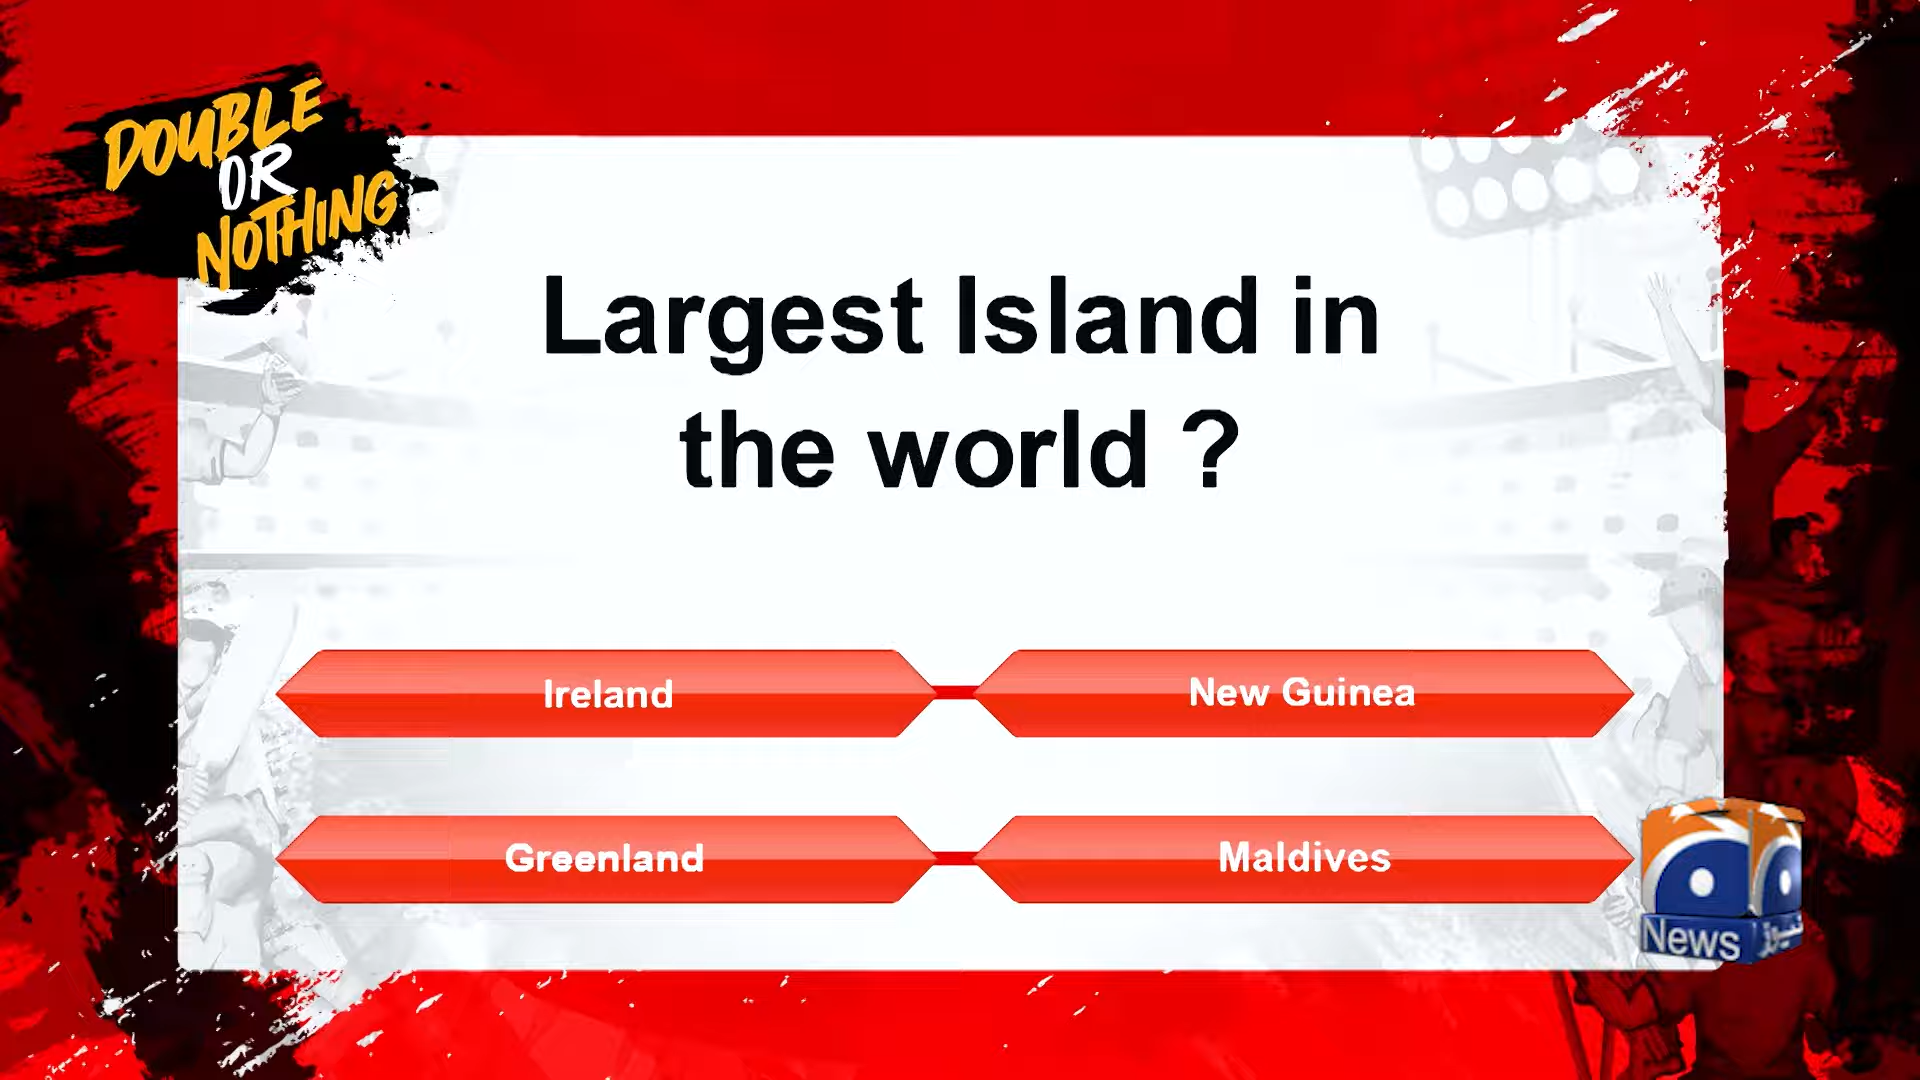 DOUBLE
OR
NOTHING
Largest Island in
the world ?
Ireland
New Guinea
Greenland
Maldives
News